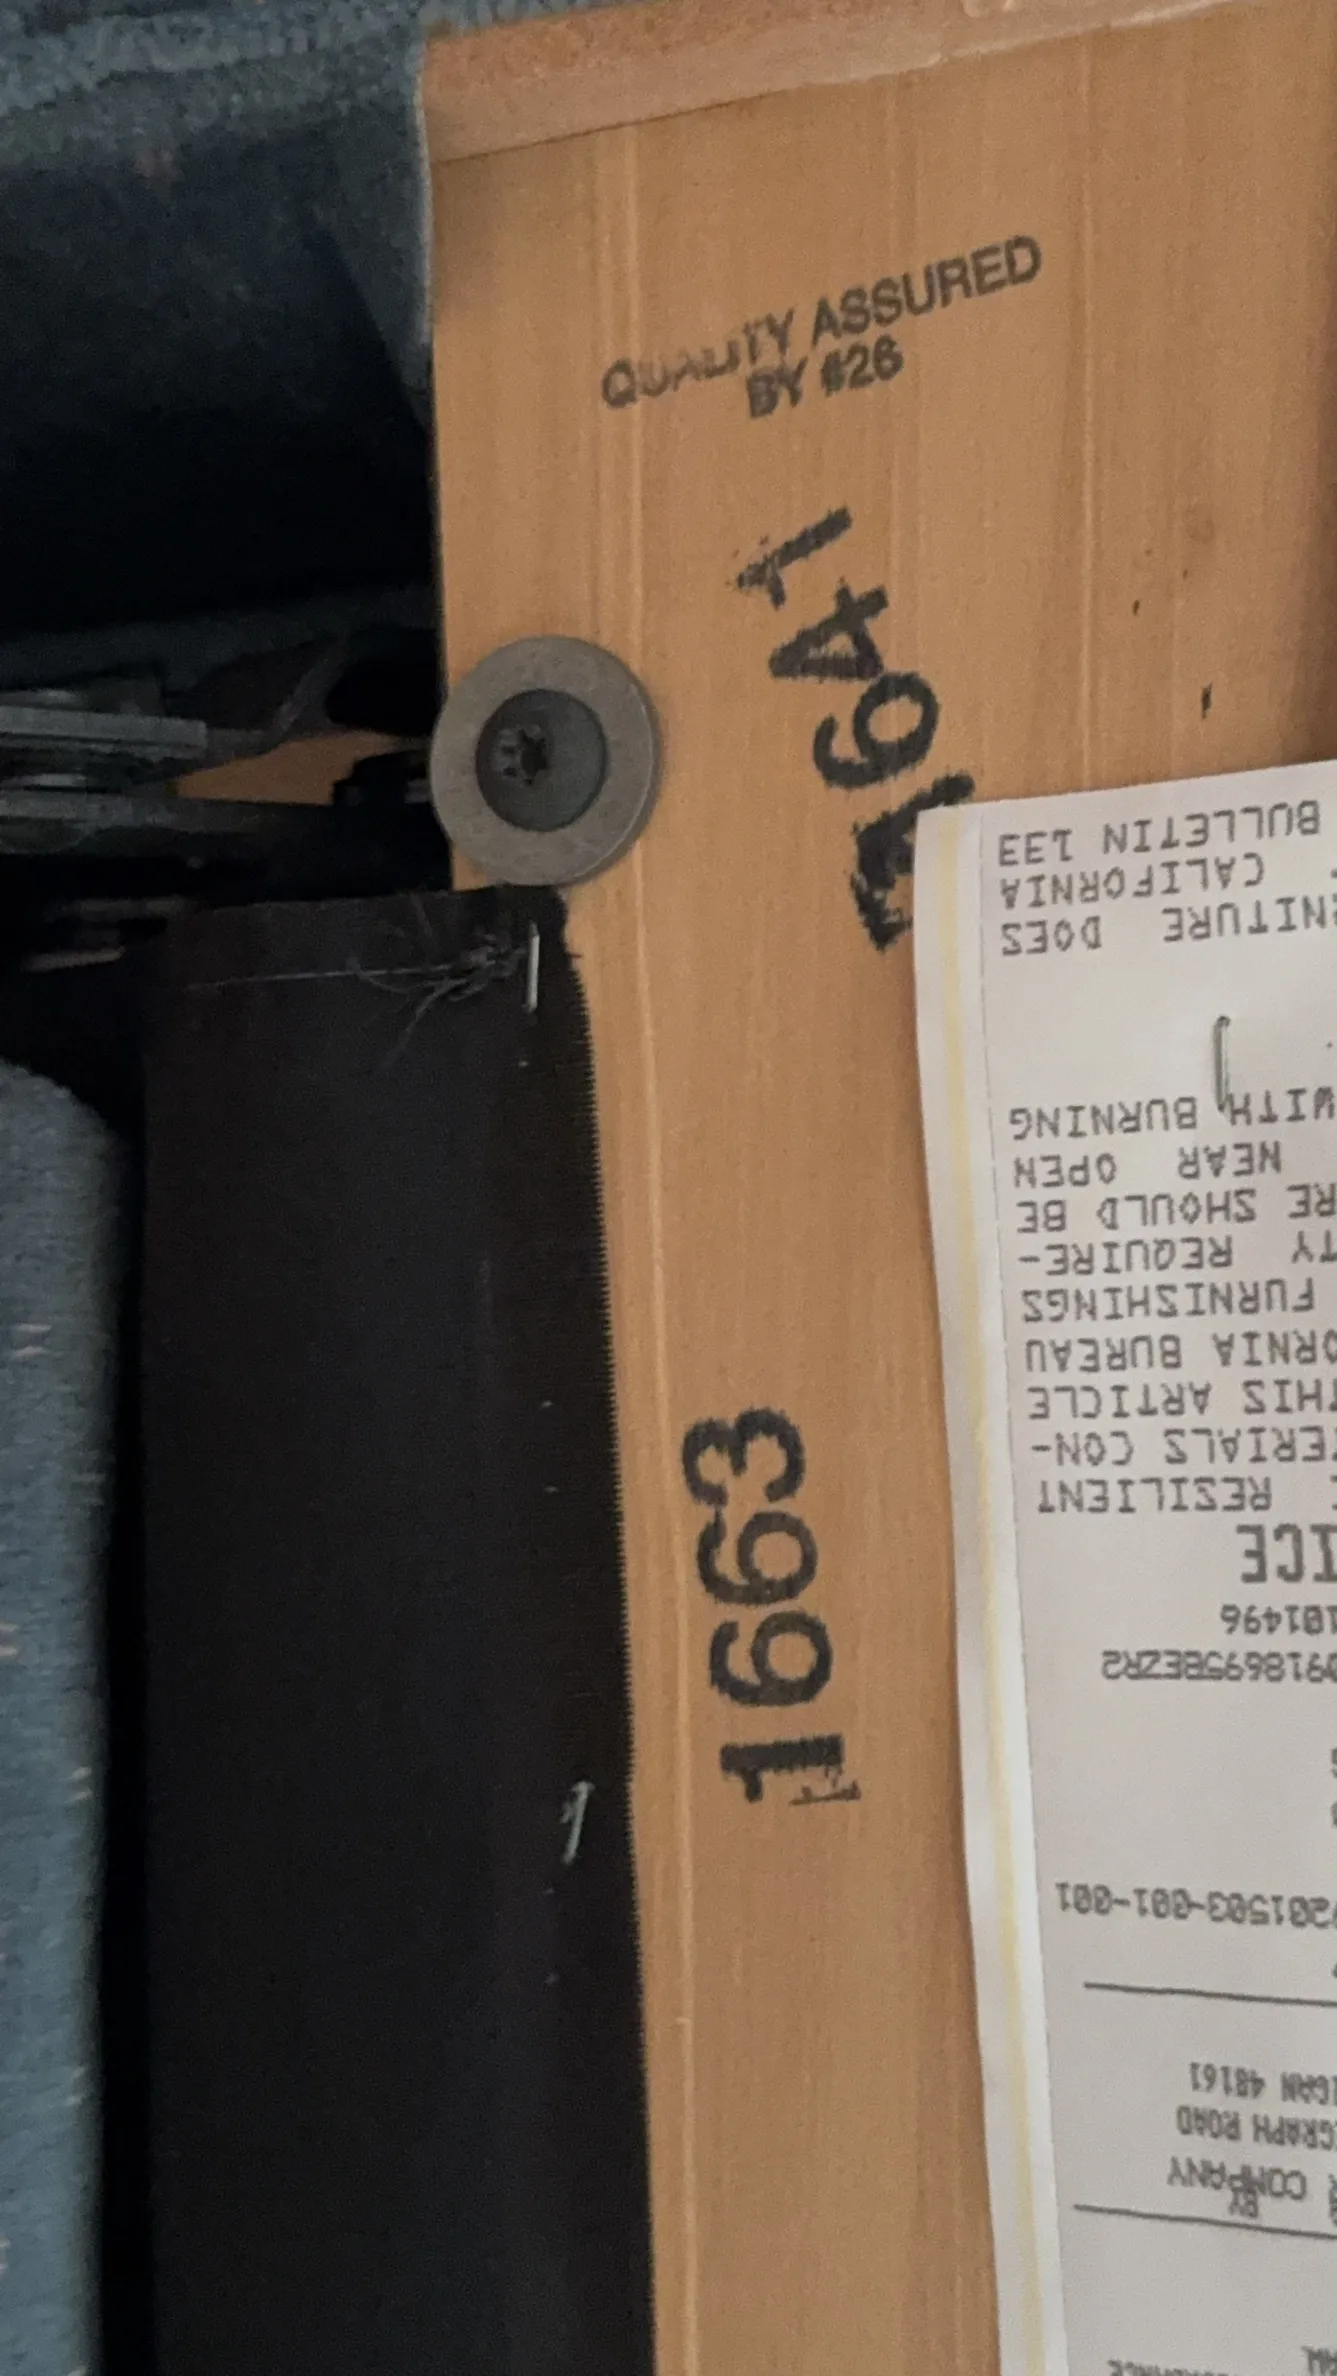 QUALITY ASSURED
BY #26
1663
BY
COMPANY
GRAPH ROAD
IGAN 48161
201503-001-001
918695BEZR2
101496
ICE
RESILIENT
ERIALS CON-
THIS ARTICLE
ORNIA BUREAU
FURNISHINGS
TY REQUIRE-
RE SHOULD BE
NEAR OPEN
WITH BURNING
NITURE DOES
CALIFORNIA
BULLETIN 133